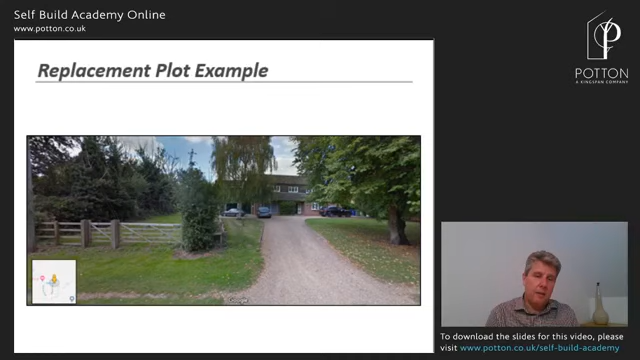 Self Build Academy Online
www.potton.co.uk
Replacement Plot Example
POTTON
A KINGSPAN COMPANY
Google
To download the slides for this video, please
visit www.potton.co.uk/self-build-academy